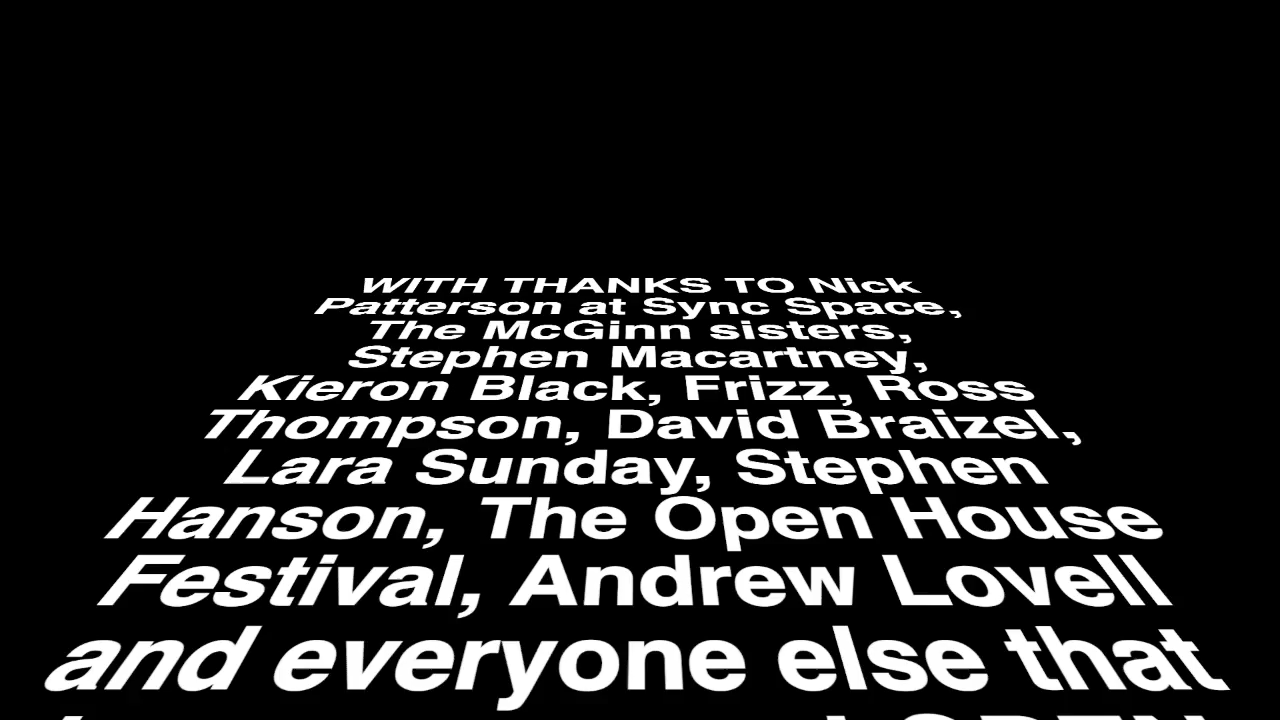 WITH THANKS TO Nick
Patterson at Sync Space,
The McGinn sisters,
Stephen Macartney,
Kieron Black, Frizz, Ross
Thompson, David Braizel,
Lara Sunday, Stephen
Hanson, The Open House
Festival, Andrew Lovell
and everyone else that